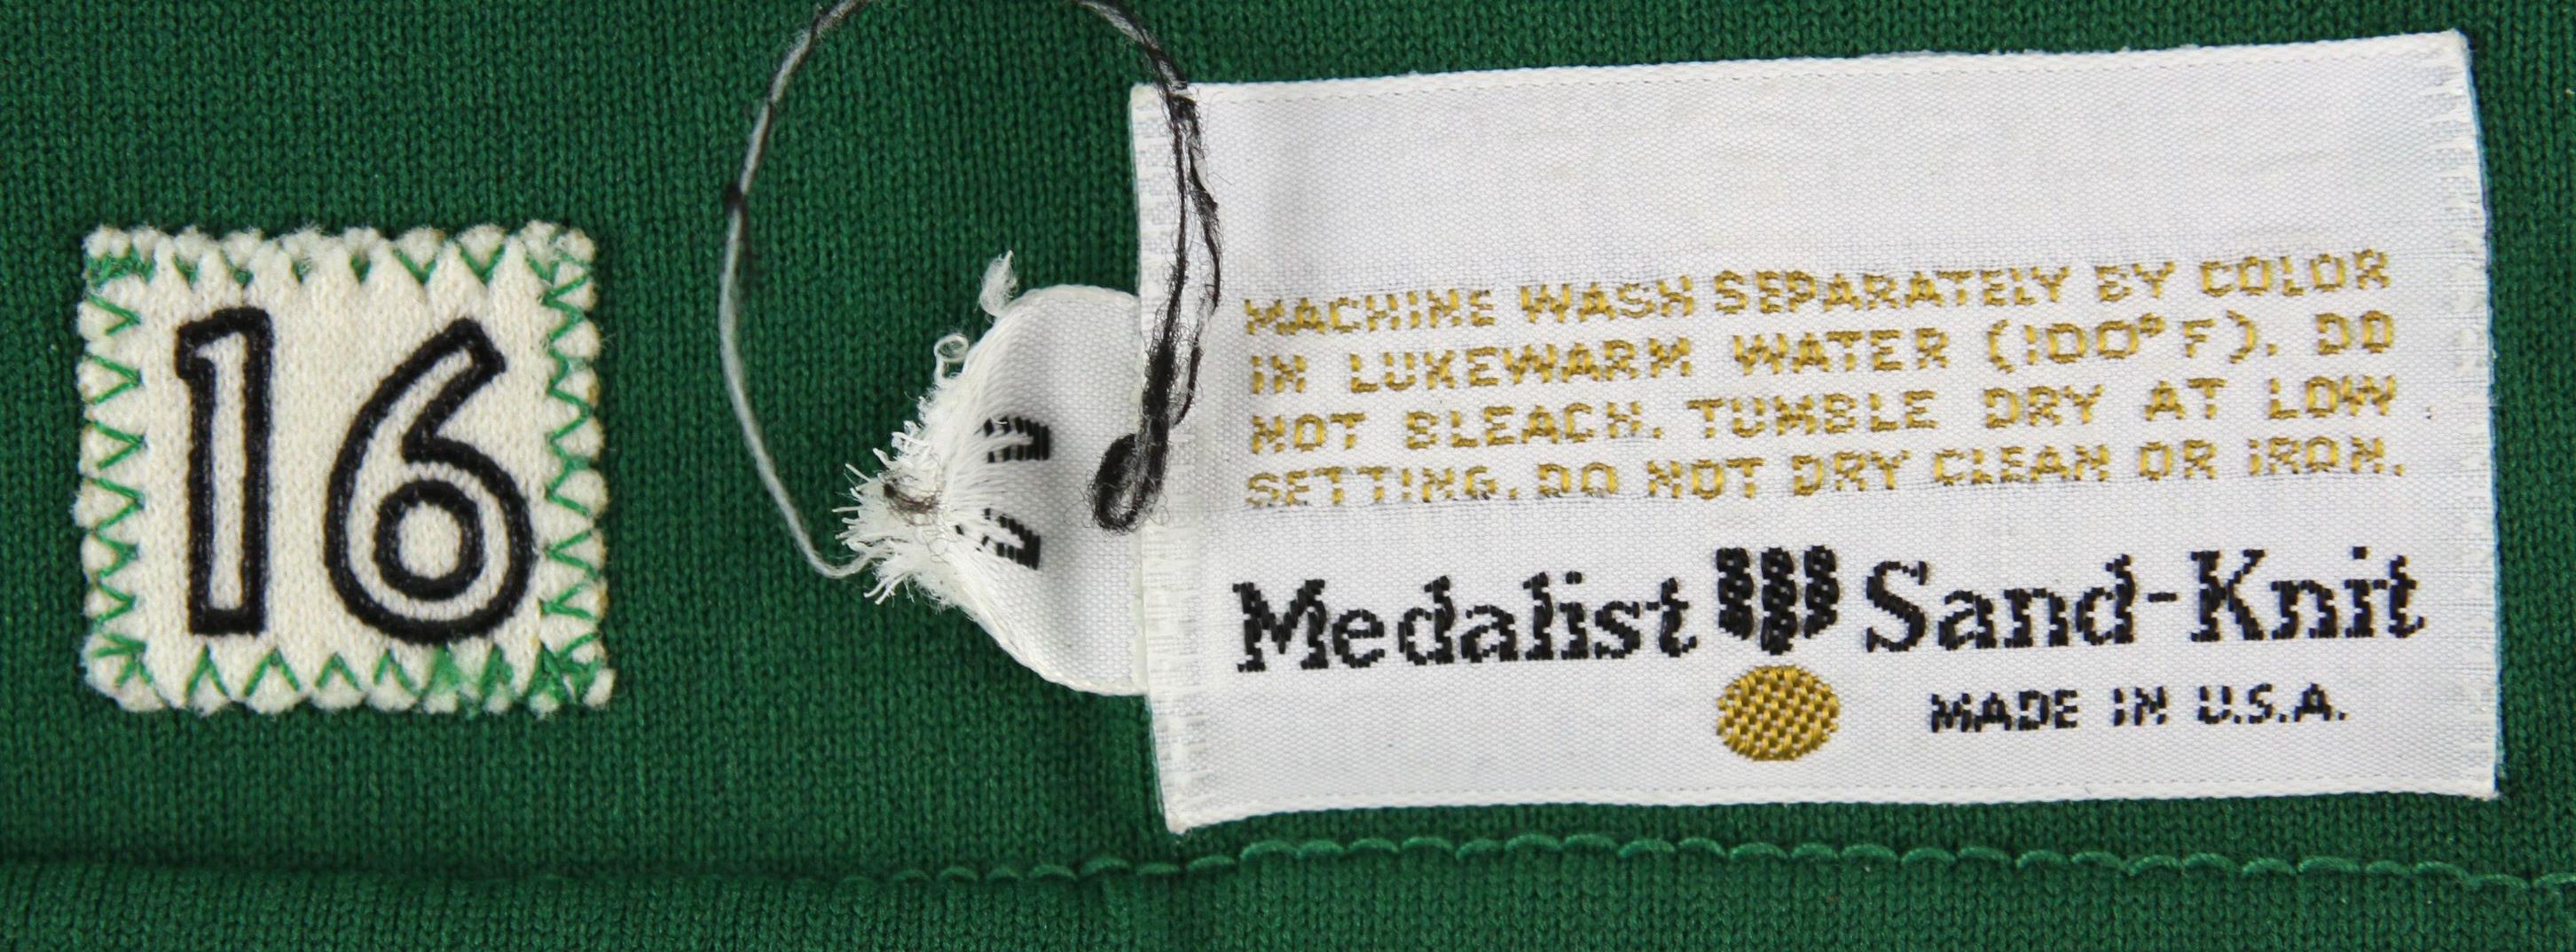 16
MACHINE WASH SEPARATELY BY COLOR
IN LUKEWARM WATER (100° F). DO
NOT BLEACH. TUMBLE DRY AT LOW
SETTING. DO NOT DRY CLEAN OR IRON.
Medalist Sand-Knit
MADE IN U.S.A.